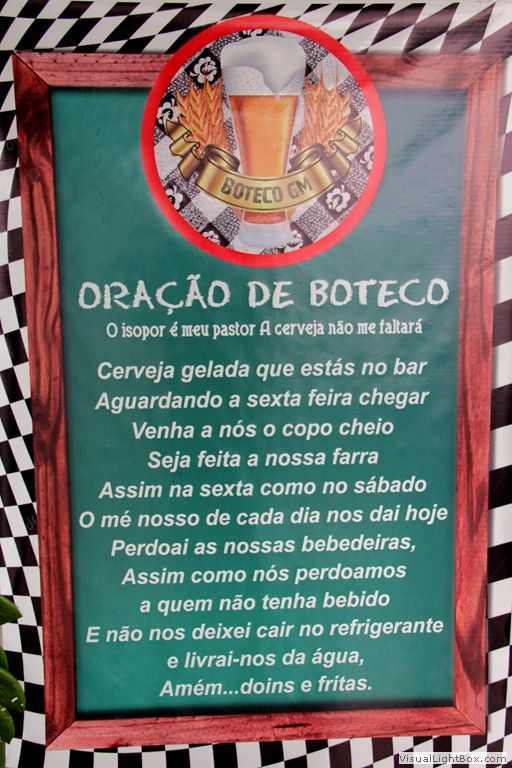 BOTECO GM
ORAÇÃO DE BOTECO
O isopor é meu pastor A cerveja não me faltará
Cerveja gelada que estás no bar
Aguardando a sexta feira chegar
Venha a nós o copo cheio
Seja feita a nossa farra
Assim na sexta como no sábado
O mé nosso de cada dia nos dai hoje
Perdoai as nossas bebedeiras,
Assim como nós perdoamos
a quem não tenha bebido
E não nos deixei cair no refrigerante
e livrai-nos da água,
Amém...doins e fritas.
VisualLightBox.com